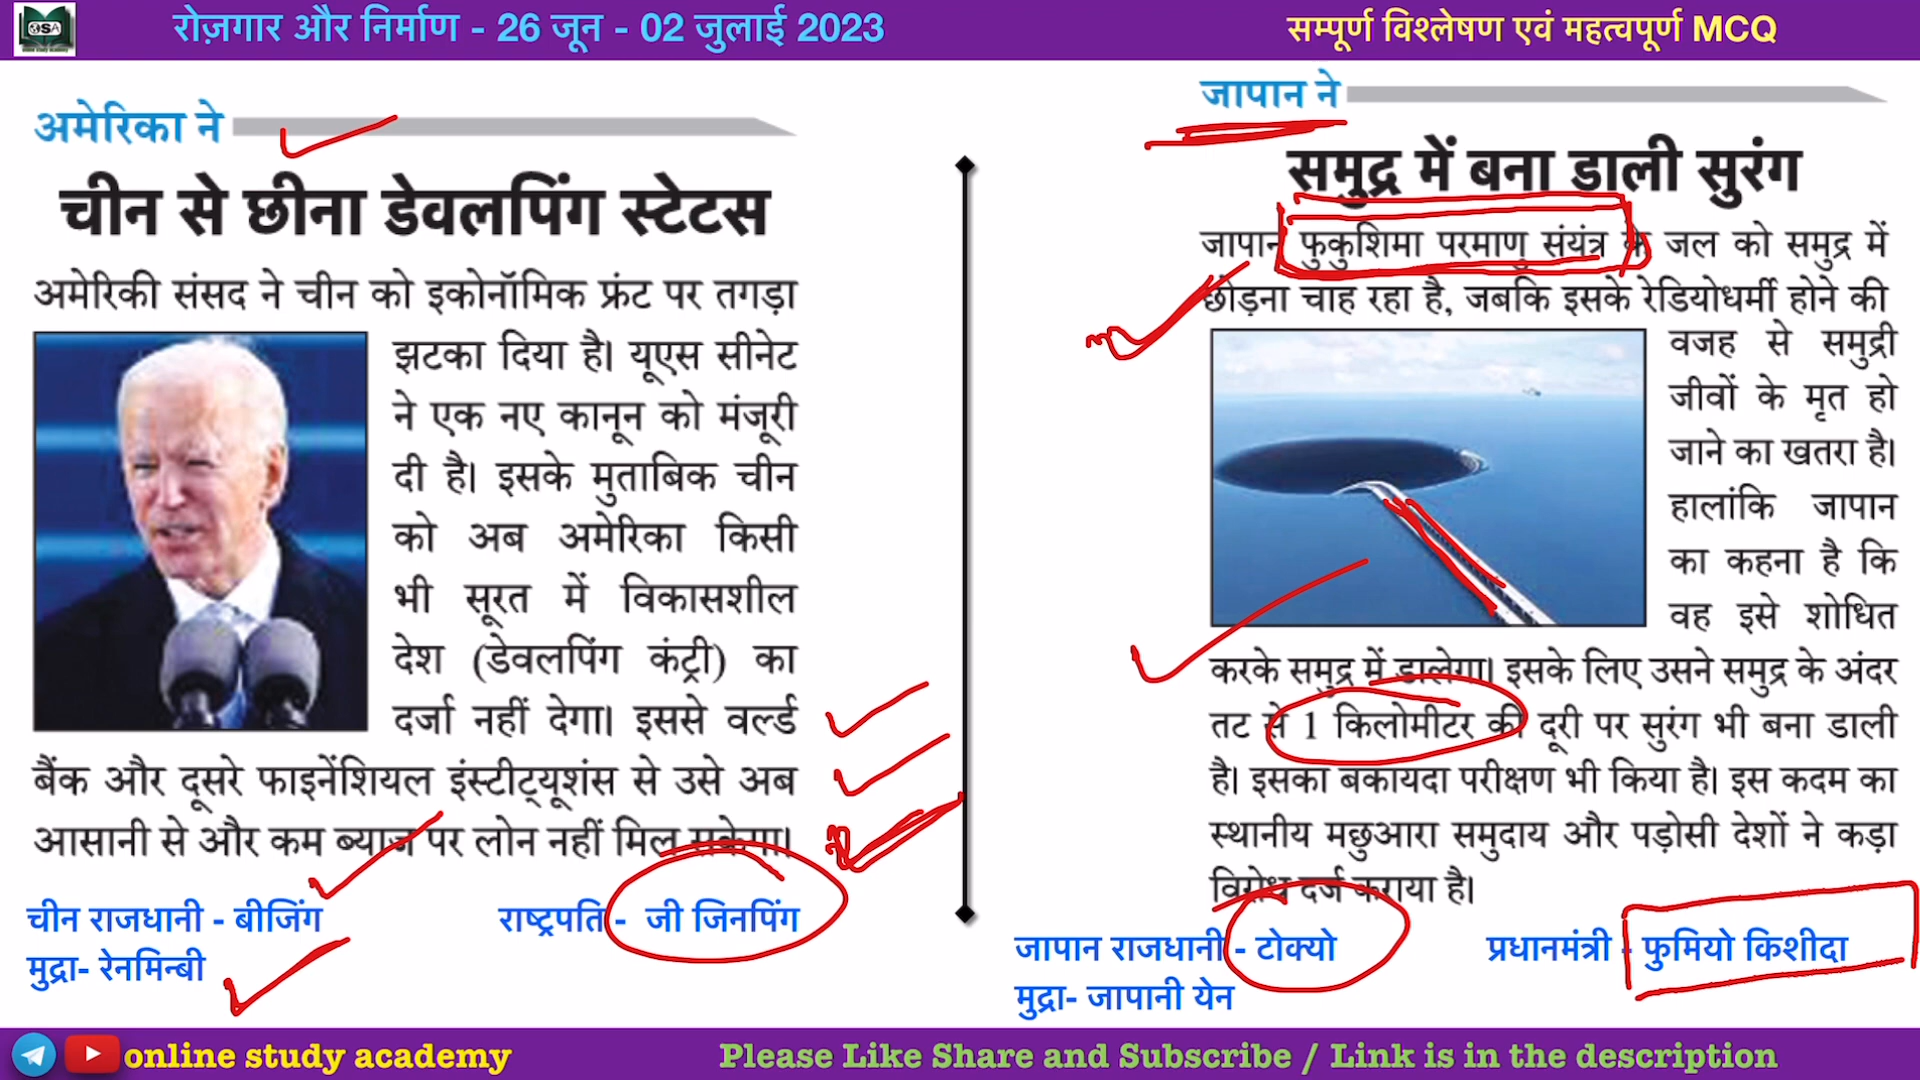 OSA
रोज़गार और निर्माण - 26 जून - 02 जुलाई 2023
सम्पूर्ण विश्लेषण एवं महत्वपूर्ण MCQ
अमेरिका ने
चीन से छीना डेवलपिंग स्टेटस
अमेरिकी संसद ने चीन को इकोनॉमिक फ्रंट पर तगड़ा
झटका दिया है। यूएस सीनेट
ने एक नए कानून को मंजूरी
दी है। इसके मुताबिक चीन
को अब अमेरिका किसी
भी सूरत में विकासशील
देश (डेवलपिंग कंट्री) का
दर्जा नहीं देगा। इससे वर्ल्ड
बैंक और दूसरे फाइनेंशियल इंस्टीट्यूशंस से उसे अब
आसानी से और कम ब्याज पर लोन नहीं मिल सकेगा।
चीन राजधानी - बीजिंग
राष्ट्रपति - जी जिनपिंग
मुद्रा- रेनमिन्बी
जापान ने
समुद्र में बना डाली सुरंग
जापान फुकुशिमा परमाणु संयंत्र के जल को समुद्र में
छोड़ना चाह रहा है, जबकि इसके रेडियोधर्मी होने की
वजह से समुद्री
जीवों के मृत हो
जाने का खतरा है।
हालांकि जापान
का कहना है कि
वह इसे शोधित
करके समुद्र में डालेगा। इसके लिए उसने समुद्र के अंदर
तट से 1 किलोमीटर की दूरी पर सुरंग भी बना डाली
है। इसका बकायदा परीक्षण भी किया है। इस कदम का
स्थानीय मछुआरा समुदाय और पड़ोसी देशों ने कड़ा
विरोध दर्ज कराया है।
जापान राजधानी - टोक्यो
प्रधानमंत्री - फुमियो किशीदा
मुद्रा- जापानी येन
online study academy
Please Like Share and Subscribe / Link is in the description